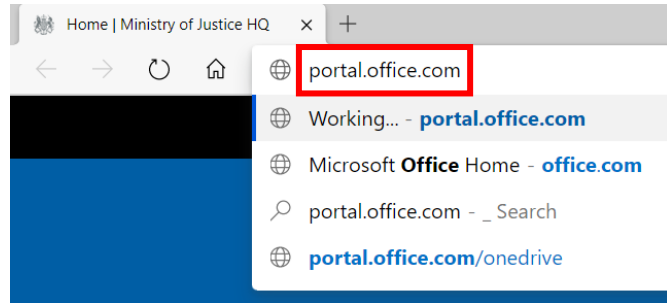 Home | Ministry of Justice HQ
portal.office.com
Working... - portal.office.com
Microsoft Office Home - office.com
portal.office.com - _ Search
portal.office.com/onedrive